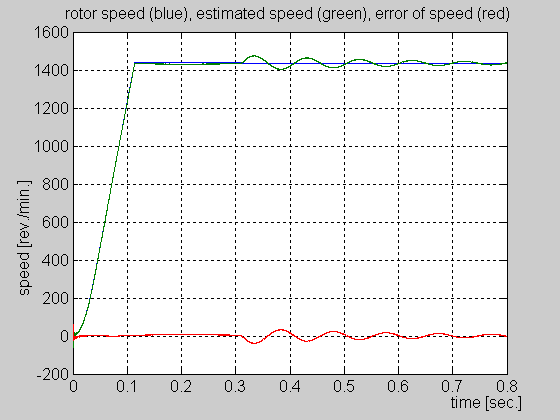 rotor speed (blue), estimated speed (green), error of speed (red)
1600
1400
1200
1000
800
600
400
200
0
-200
speed [rev./min.]
0 0.1 0.2 0.3 0.4 0.5 0.6 0.7 0.8
time [sec.]